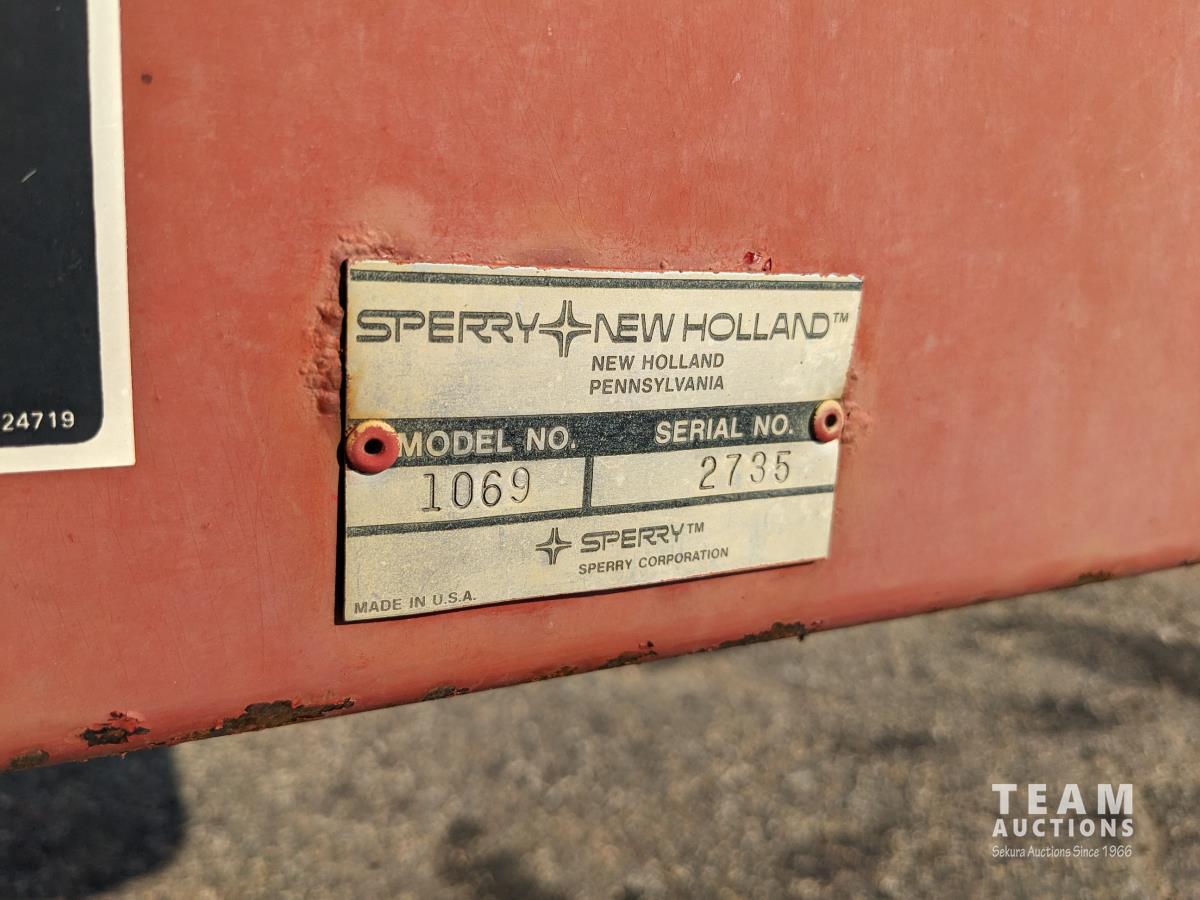 24719
SPERRY NEW HOLLAND™
NEW HOLLAND
PENNSYLVANIA
MODEL NO. SERIAL NO.
1069 2735
SPERRY™
SPERRY CORPORATION
MADE IN U.S.A.
TEAM
AUCTIONS
Sekura Auctions Since 1966